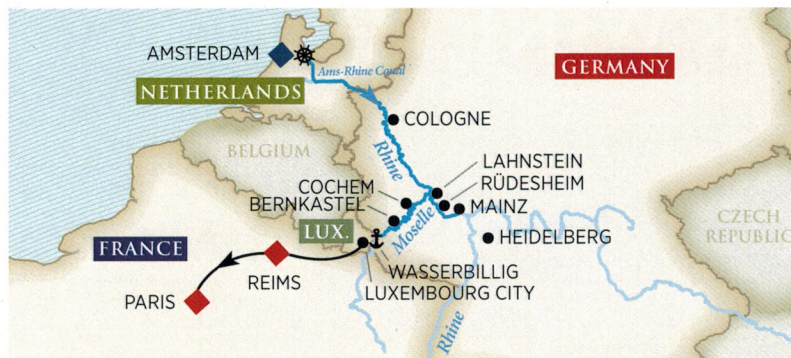 AMSTERDAM
Ams-Rhine Canal
GERMANY
NETHERLANDS
COLOGNE
BELGIUM
Rhine
LAHNSTEIN
RÜDESHEIM
COCHEM
BERNKASTEL
MAINZ
Moselle
CZECH
REPUBLIC
LUX.
HEIDELBERG
FRANCE
WASSERBILLIG
REIMS
LUXEMBOURG CITY
PARIS
Rhine